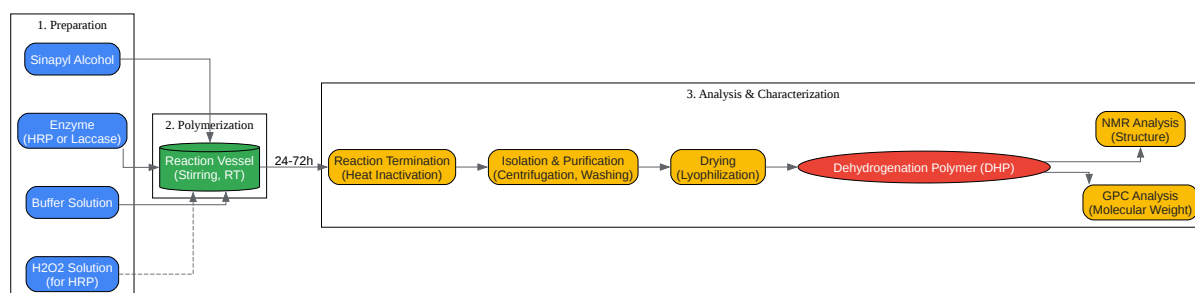 1. Preparation
Sinapyl Alcohol
Enzyme
(HRP or Laccase)
Buffer Solution
H2O2 Solution
(for HRP)
2. Polymerization
Reaction Vessel
(Stirring, RT)
24-72h
3. Analysis & Characterization
Reaction Termination
(Heat Inactivation)
Isolation & Purification
(Centrifugation, Washing)
Drying
(Lyophilization)
Dehydrogenation Polymer (DHP)
NMR Analysis
(Structure)
GPC Analysis
(Molecular Weight)